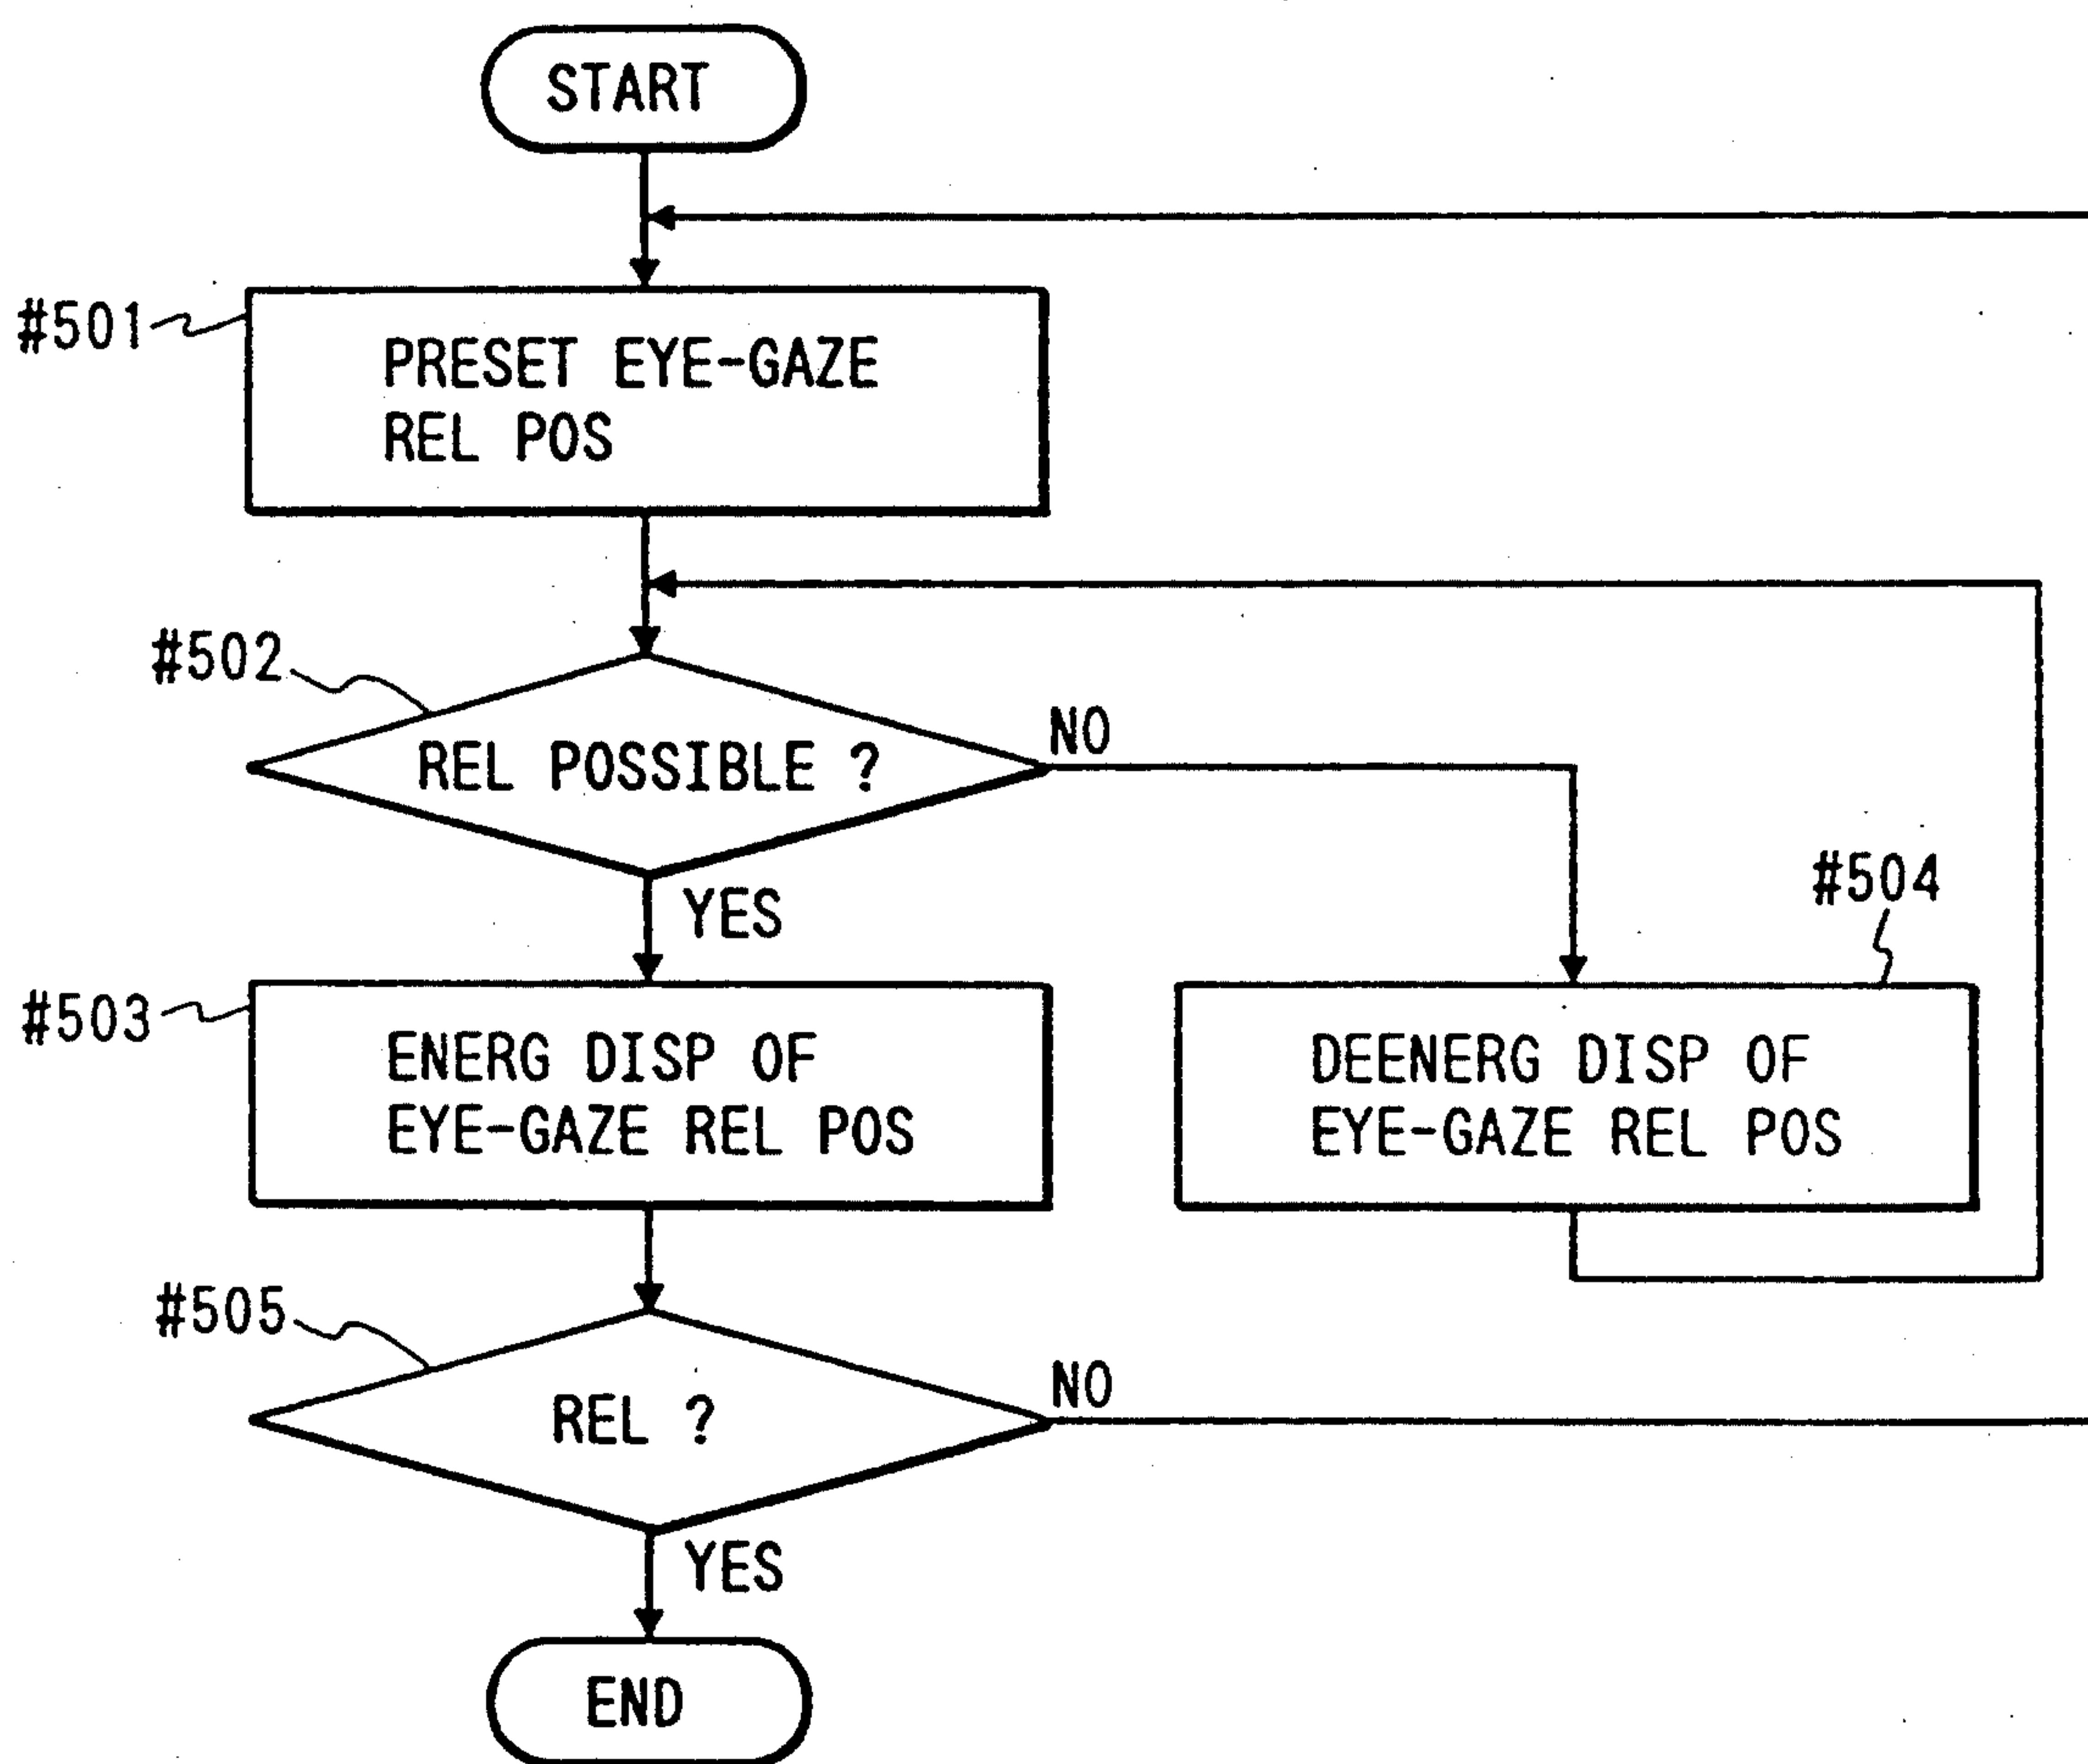 START
#501
PRESET EYE-GAZE
REL POS
#502
REL POSSIBLE ?
NO
YES
#503
ENERG DISP OF
EYE-GAZE REL POS
#504
DEENERG DISP OF
EYE-GAZE REL POS
#505
REL ?
NO
YES
END